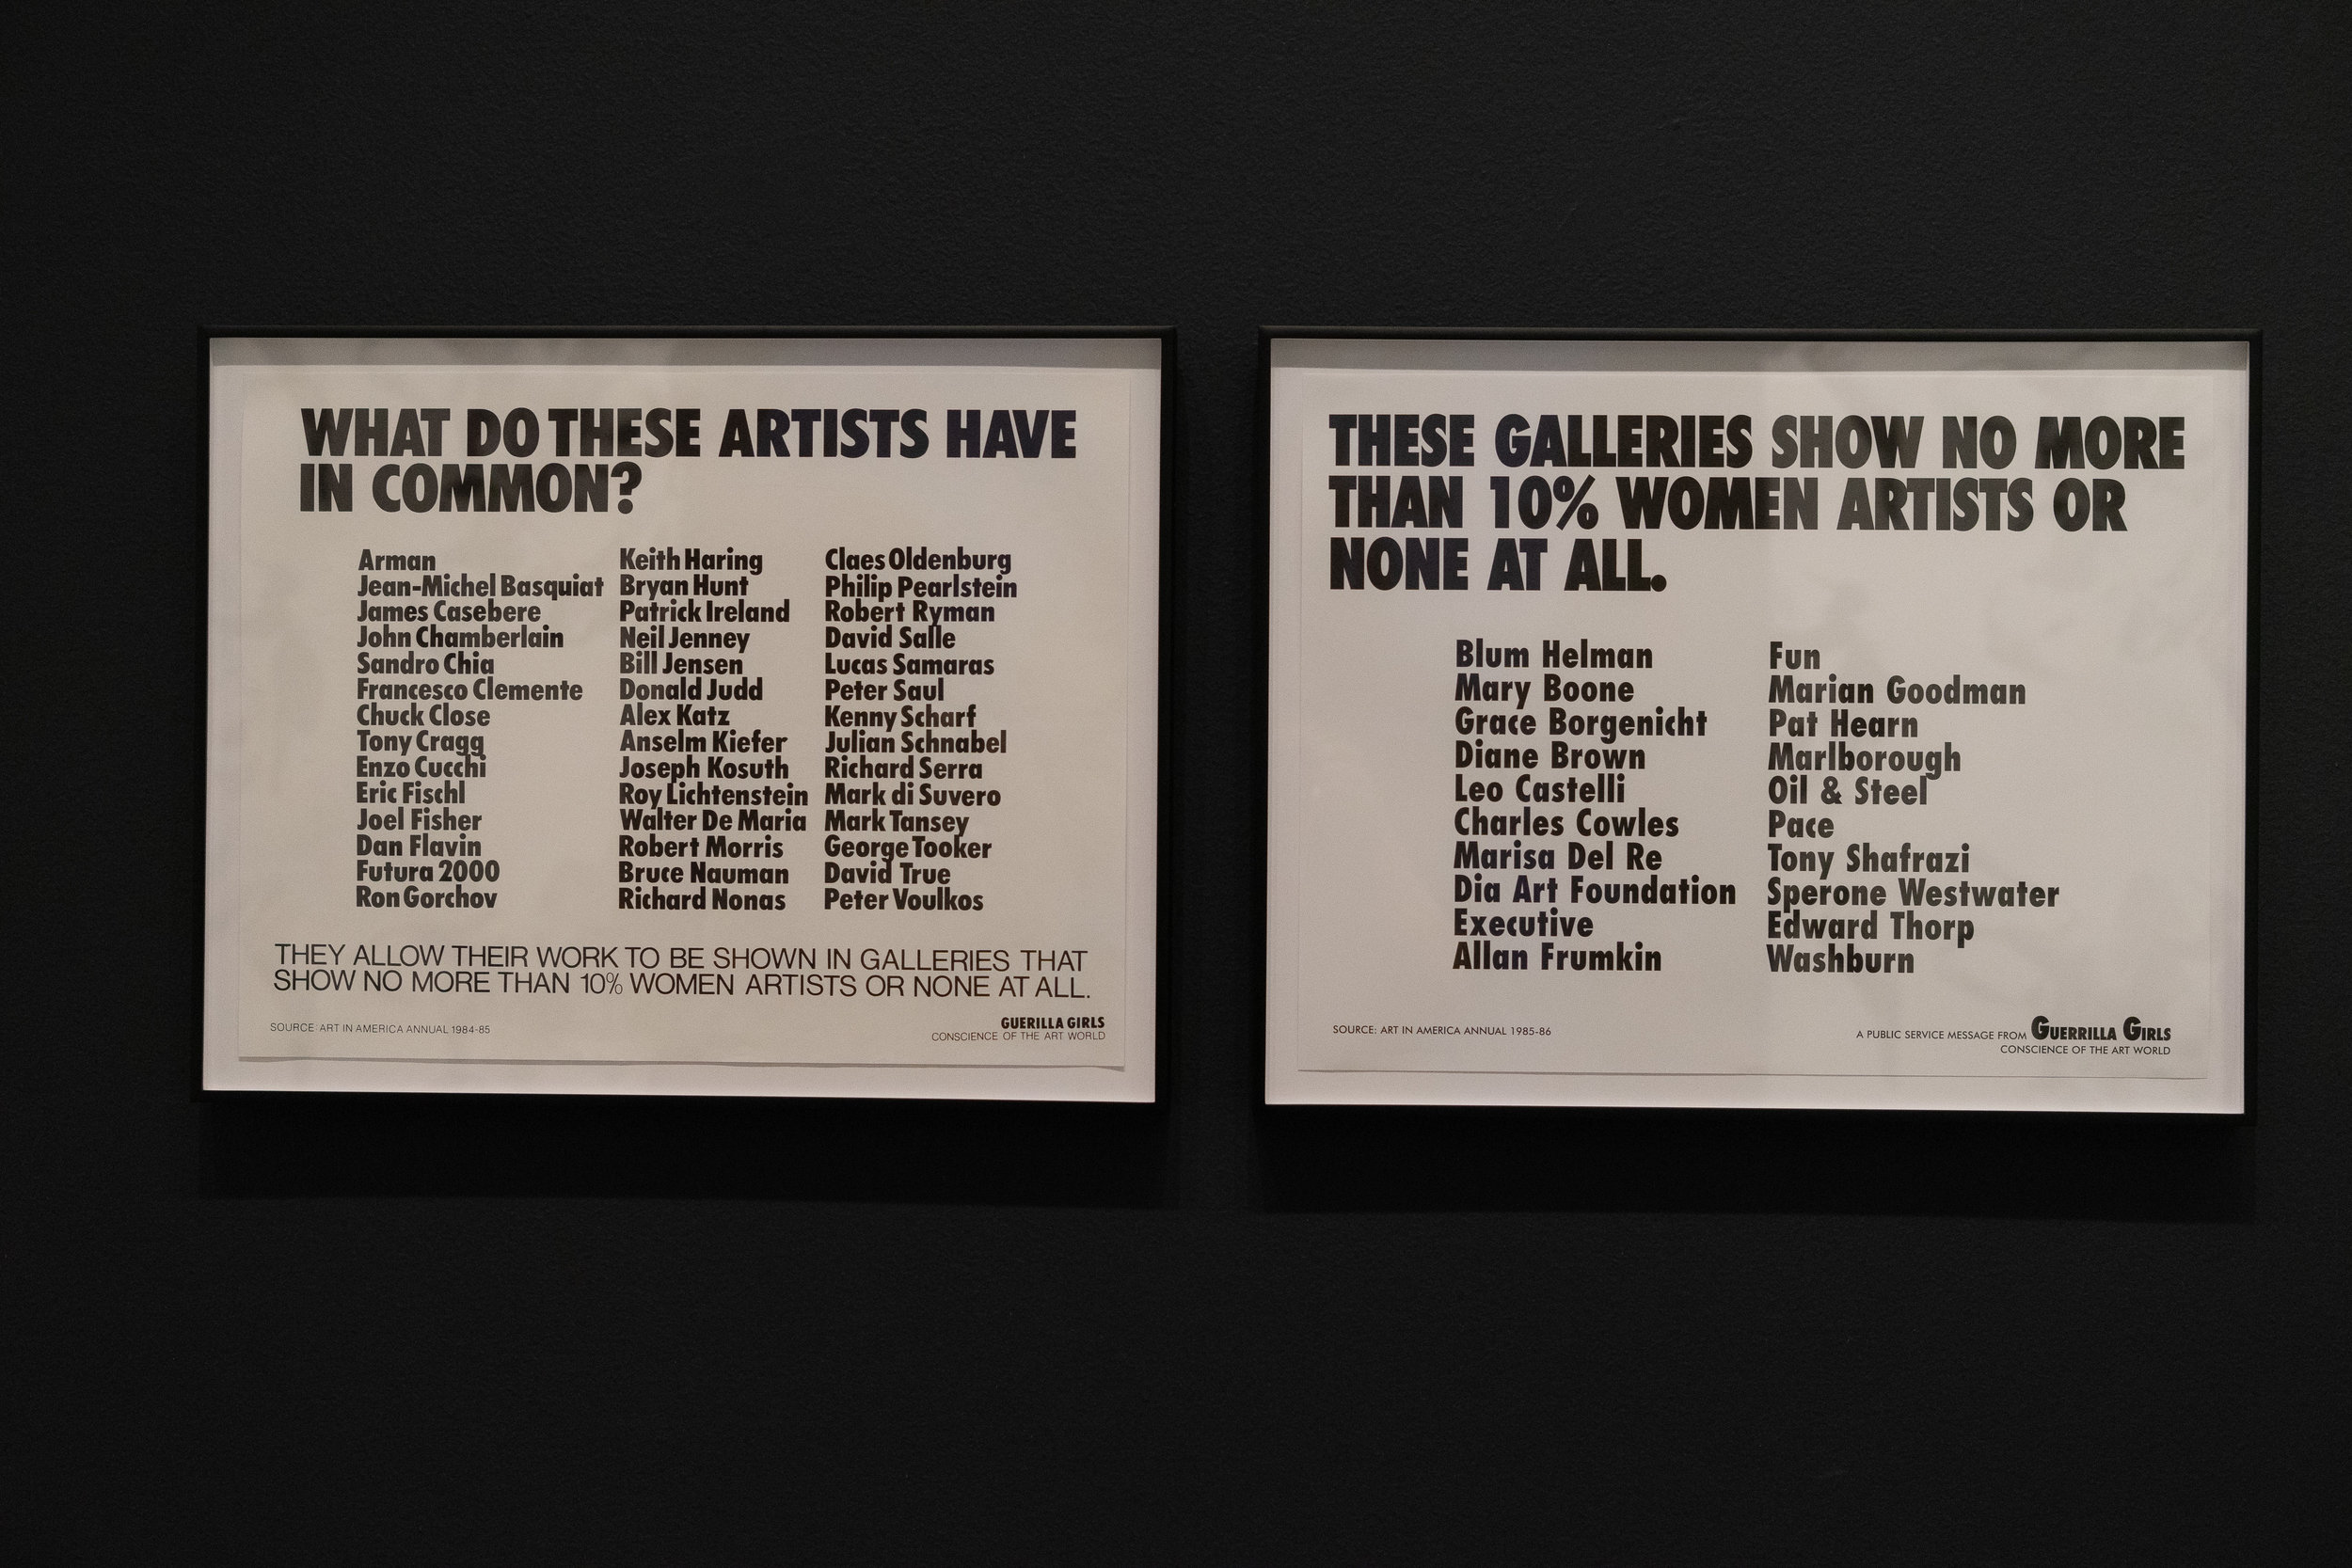 WHAT DO THESE ARTISTS HAVE
IN COMMON?
Arman
Jean-Michel Basquiat
James Casebere
John Chamberlain
Sandro Chia
Francesco Clemente
Chuck Close
Tony Cragg
Enzo Cucchi
Eric Fischl
Joel Fisher
Dan Flavin
Futura 2000
Ron Gorchov
Keith Haring
Bryan Hunt
Patrick Ireland
Neil Jenney
Bill Jensen
Donald Judd
Alex Katz
Anselm Kiefer
Joseph Kosuth
Roy Lichtenstein
Walter De Maria
Robert Morris
Bruce Nauman
Richard Nonas
Claes Oldenburg
Philip Pearlstein
Robert Ryman
David Salle
Lucas Samaras
Peter Saul
Kenny Scharf
Julian Schnabel
Richard Serra
Mark di Suvero
Mark Tansey
George Tooker
David True
Peter Voulkos
THEY ALLOW THEIR WORK TO BE SHOWN IN GALLERIES THAT
SHOW NO MORE THAN 10% WOMEN ARTISTS OR NONE AT ALL.
SOURCE: ART IN AMERICA ANNUAL 1984-85
GUERILLA GIRLS
CONSCIENCE OF THE ART WORLD
THESE GALLERIES SHOW NO MORE
THAN 10% WOMEN ARTISTS OR
NONE AT ALL.
Blum Helman
Mary Boone
Grace Borgenicht
Diane Brown
Leo Castelli
Charles Cowles
Marisa Del Re
Dia Art Foundation
Executive
Allan Frumkin
Fun
Marian Goodman
Pat Hearn
Marlborough
Oil & Steel
Pace
Tony Shafrazi
Sperone Westwater
Edward Thorp
Washburn
SOURCE: ART IN AMERICA ANNUAL 1985-86
A PUBLIC SERVICE MESSAGE FROM GUERRILLA GIRLS
CONSCIENCE OF THE ART WORLD